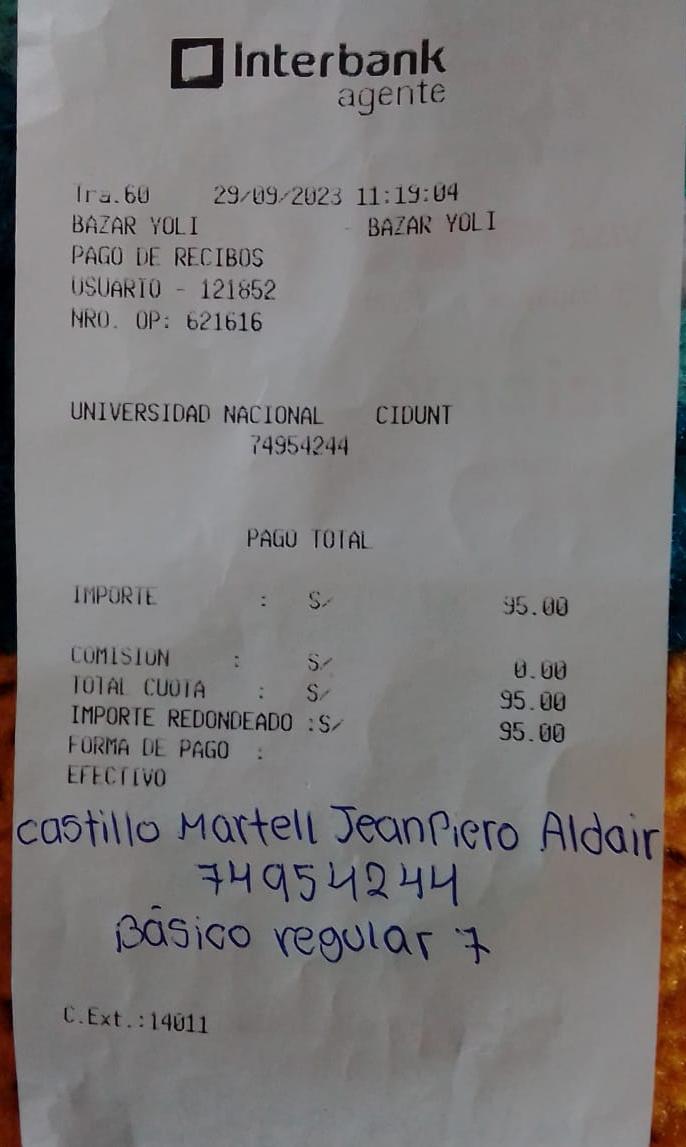 Interbank
agente
Tra.60 29/09/2023 11:19:04
BAZAR YOLI - BAZAR YOLI
PAGO DE RECIBOS
USUARIO - 121852
NRO. OP: 621616
UNIVERSIDAD NACIONAL CIDUNT
74954244
PAGO TOTAL
IMPORTE : S/ 95.00
COMISION : S/ 0.00
TOTAL CUOTA : S/ 95.00
IMPORTE REDONDEADO :S/ 95.00
FORMA DE PAGO :
EFECTIVO
Castillo Martell JeanPiero Aldair
74954244
Básico regular 7
C.Ext.:14011